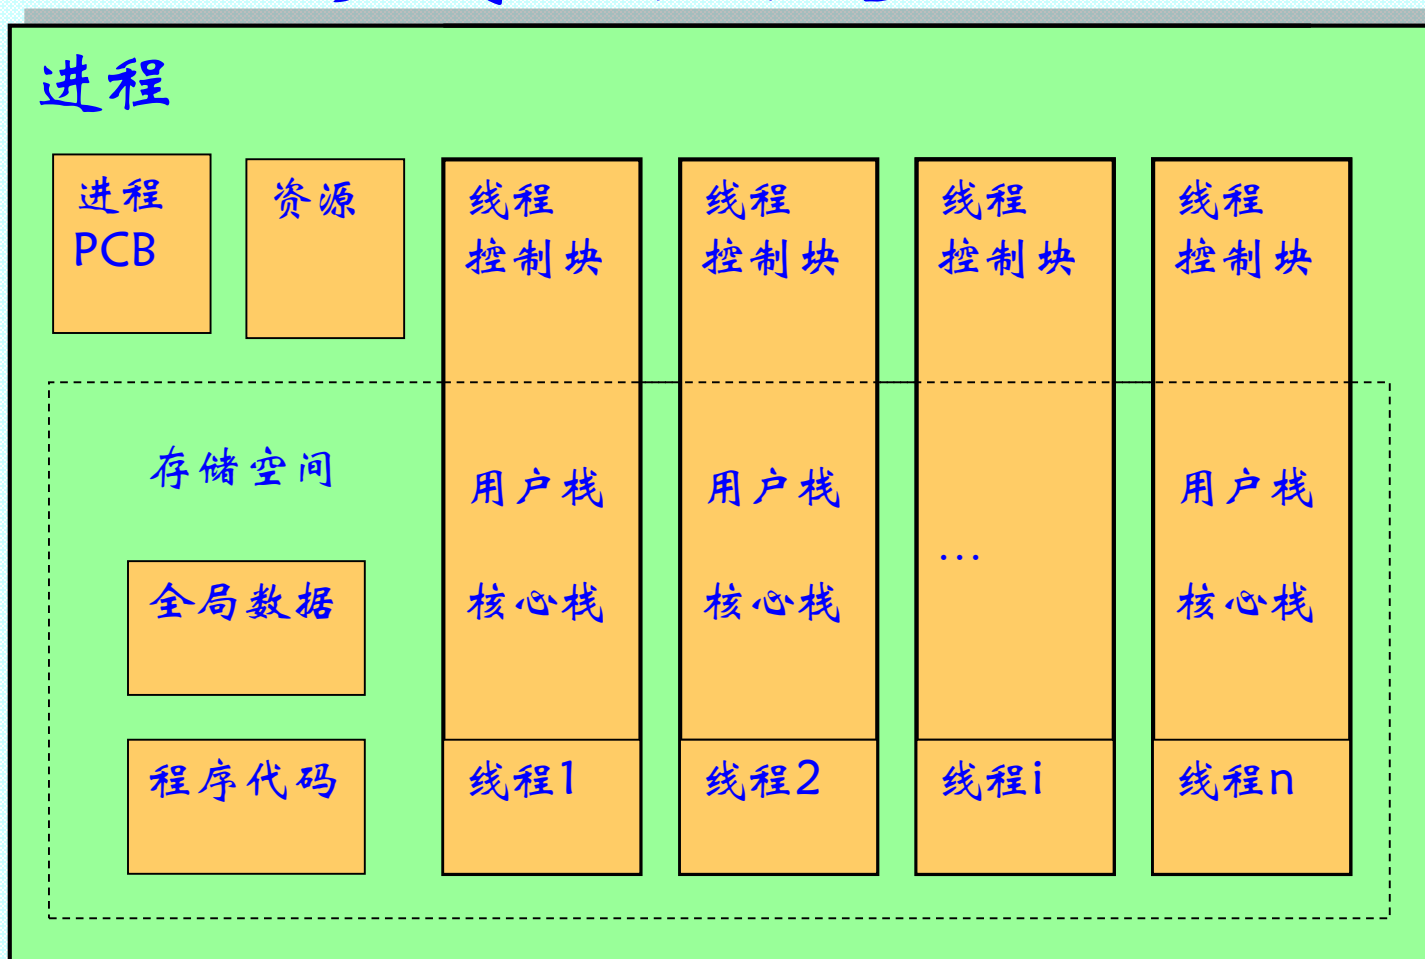 进程
进程
PCB
资源
线程
控制块
线程
控制块
线程
控制块
线程
控制块
存储空间
用户栈
用户栈
…
用户栈
全局数据
核心栈
核心栈
核心栈
程序代码
线程1
线程2
线程i
线程n